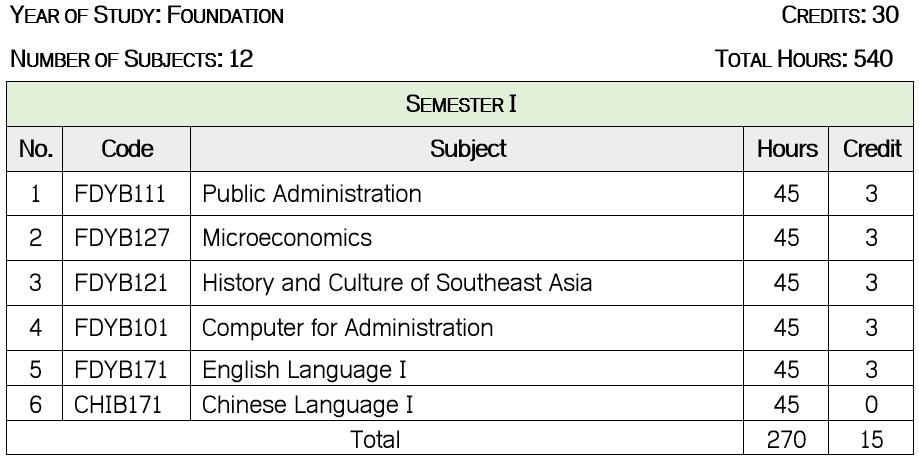 YEAR OF STUDY: FOUNDATION CREDITS: 30
NUMBER OF SUBJECTS: 12 TOTAL HOURS: 540
SEMESTER I
No. Code Subject Hours Credit
1 FDYB111 Public Administration 45 3
2 FDYB127 Microeconomics 45 3
3 FDYB121 History and Culture of Southeast Asia 45 3
4 FDYB101 Computer for Administration 45 3
5 FDYB171 English Language I 45 3
6 CHIB171 Chinese Language I 45 0
Total 270 15